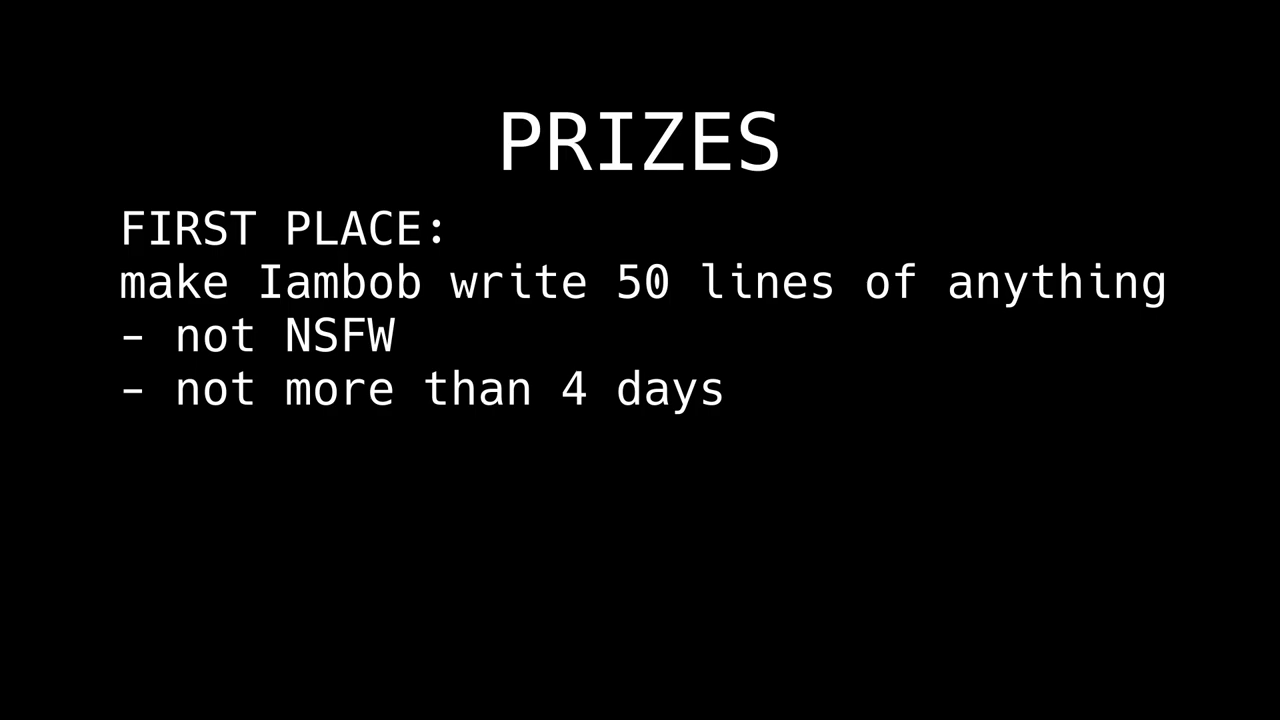 PRIZES
FIRST PLACE:
make Iambob write 50 lines of anything
- not NSFW
- not more than 4 days